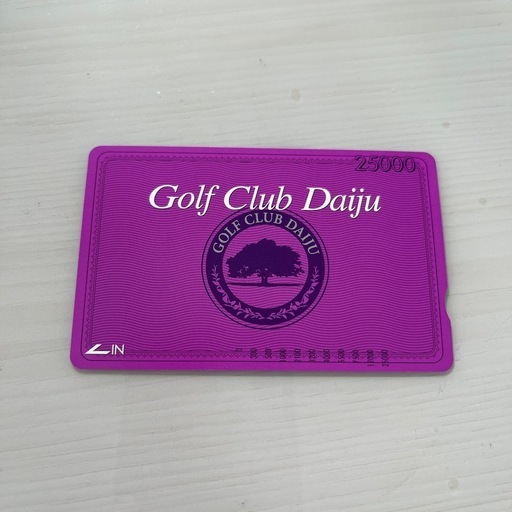 25000
Golf Club Daiju
GOLF CLUB DAIJU
IN